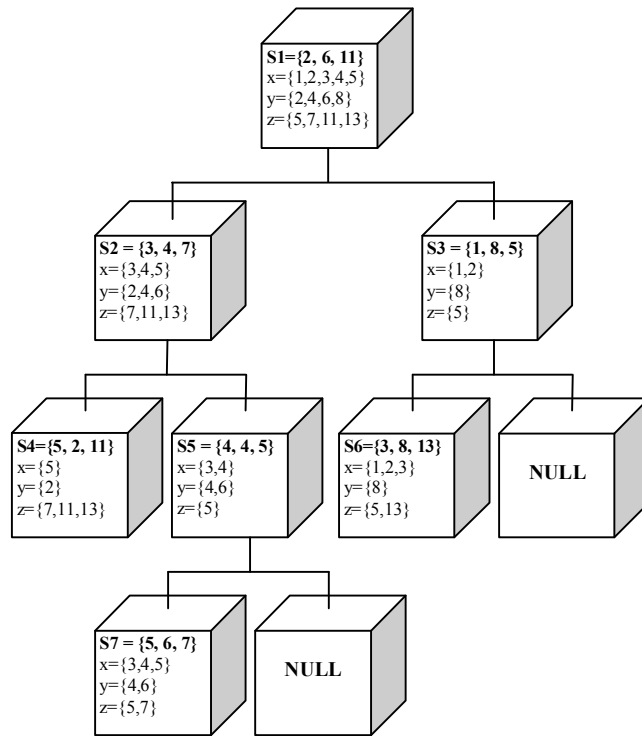 S1={2, 6, 11}
x={1,2,3,4,5}
y={2,4,6,8}
z={5,7,11,13}
S2 = {3, 4, 7}
x={3,4,5}
y={2,4,6}
z={7,11,13}
S3 = {1, 8, 5}
x={1,2}
y={8}
z={5}
S4={5, 2, 11}
x={5}
y={2}
z={7,11,13}
S5 = {4, 4, 5}
x={3,4}
y={4,6}
z={5}
S6={3, 8, 13}
x={1,2,3}
y={8}
z={5,13}
NULL
S7 = {5, 6, 7}
x={3,4,5}
y={4,6}
z={5,7}
NULL